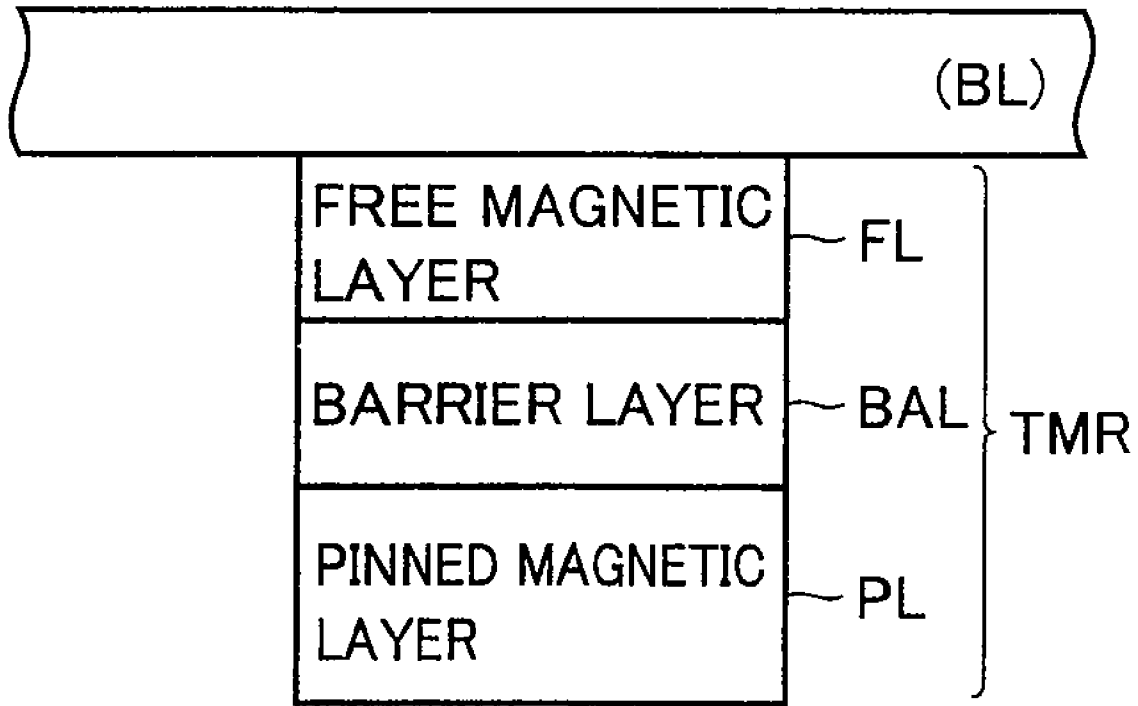 (BL)
FREE MAGNETIC
LAYER
FL
BARRIER LAYER
BAL
TMR
PINNED MAGNETIC
LAYER
PL